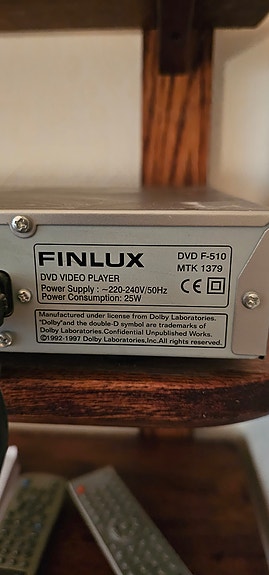 FINLUX DVD F-510
MTK 1379
DVD VIDEO PLAYER
Power Supply : ~220-240V/50Hz
Power Consumption: 25W
CE
Manufactured under license from Dolby Laboratories.
"Dolby"and the double-D symbol are trademarks of
Dolby Laboratories.Confidential Unpublished Works.
©1992-1997 Dolby Laboratories,Inc.All rights reserved.